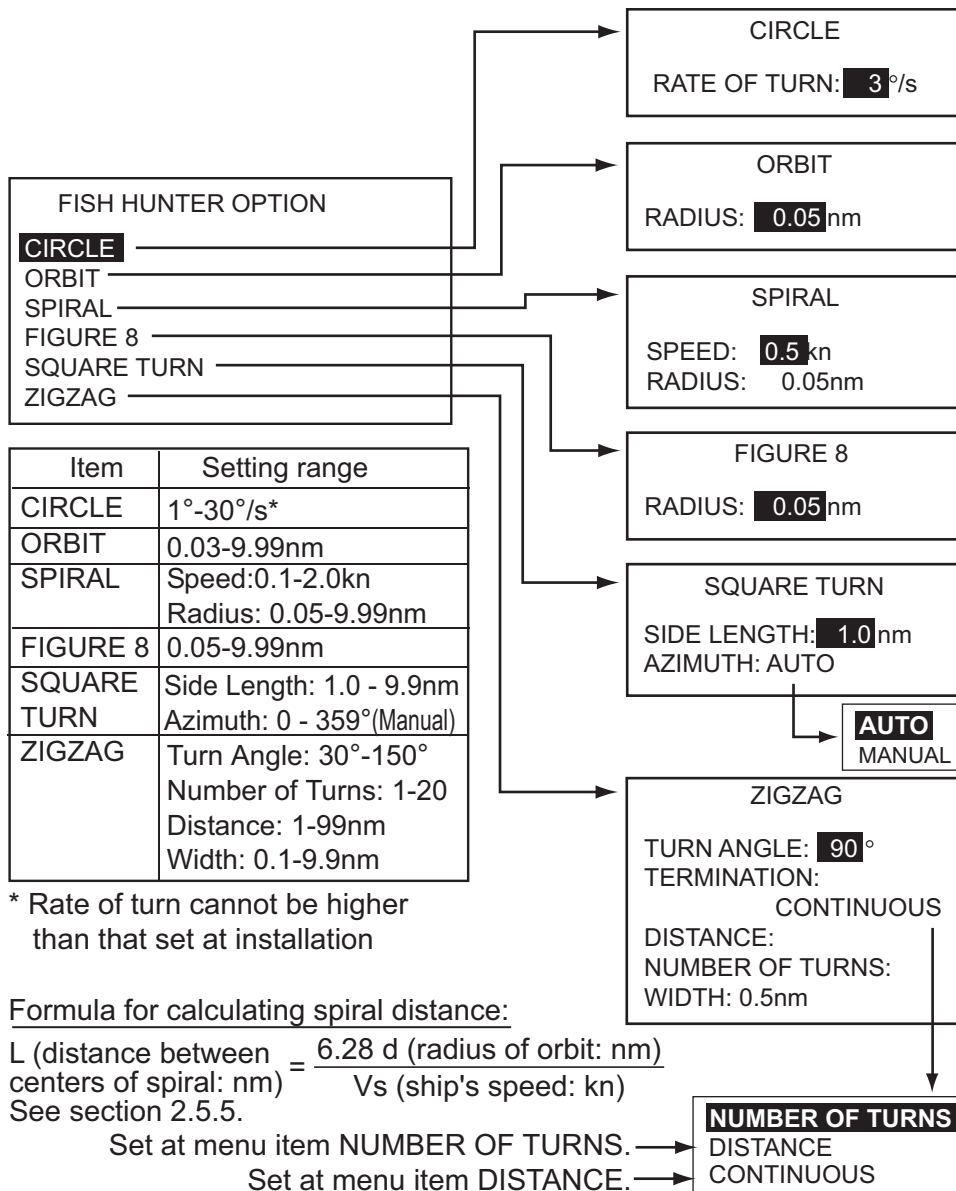 FISH HUNTER OPTION
CIRCLE
ORBIT
SPIRAL
FIGURE 8
SQUARE TURN
ZIGZAG
CIRCLE
RATE OF TURN: 3 °/s
ORBIT
RADIUS: 0.05 nm
SPIRAL
SPEED: 0.5 kn
RADIUS: 0.05nm
FIGURE 8
RADIUS: 0.05 nm
SQUARE TURN
SIDE LENGTH: 1.0 nm
AZIMUTH: AUTO
AUTO
MANUAL
ZIGZAG
TURN ANGLE: 90 °
TERMINATION:
CONTINUOUS
DISTANCE:
NUMBER OF TURNS:
WIDTH: 0.5nm
Item Setting range
CIRCLE 1°-30°/s*
ORBIT 0.03-9.99nm
SPIRAL Speed:0.1-2.0kn
Radius: 0.05-9.99nm
FIGURE 8 0.05-9.99nm
SQUARE Side Length: 1.0 - 9.9nm
TURN Azimuth: 0 - 359°(Manual)
ZIGZAG Turn Angle: 30°-150°
Number of Turns: 1-20
Distance: 1-99nm
Width: 0.1-9.9nm
* Rate of turn cannot be higher
than that set at installation
Formula for calculating spiral distance:
L (distance between
centers of spiral: nm) = 6.28 d (radius of orbit: nm)
Vs (ship's speed: kn)
See section 2.5.5.
NUMBER OF TURNS
Set at menu item NUMBER OF TURNS. DISTANCE
Set at menu item DISTANCE. CONTINUOUS